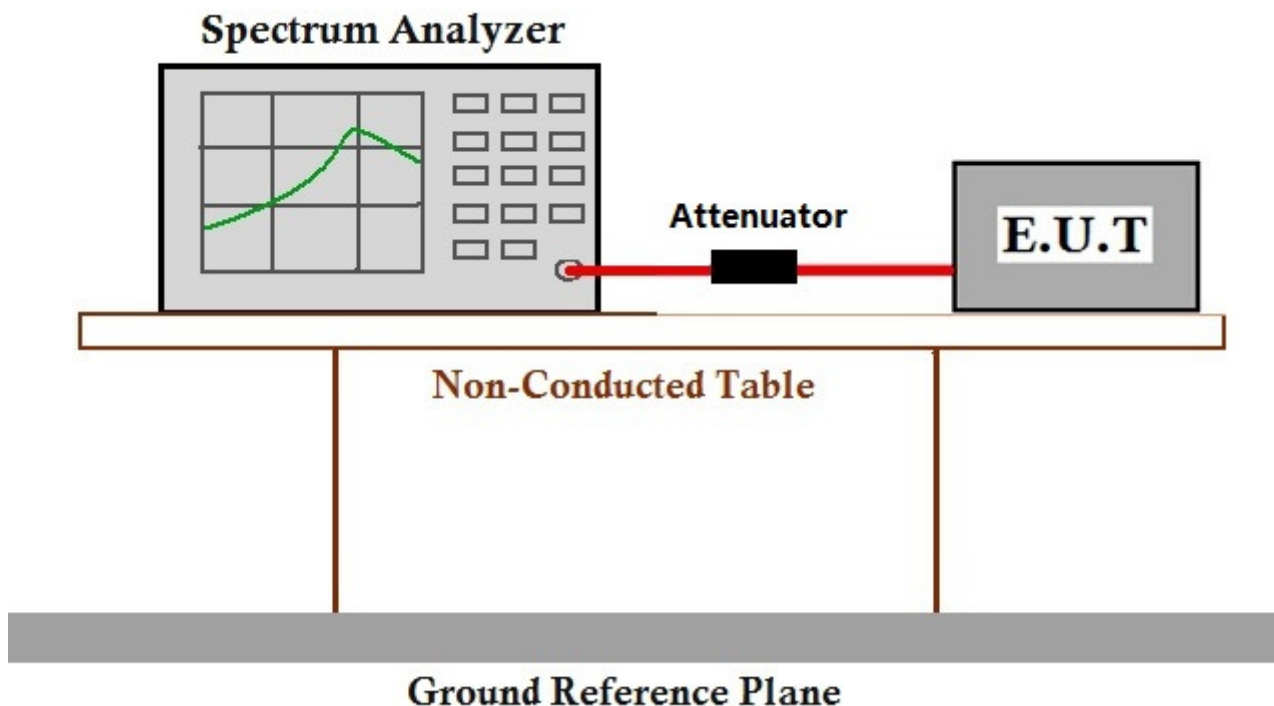 Spectrum Analyzer
Attenuator
E.U.T
Non-Conducted Table
Ground Reference Plane